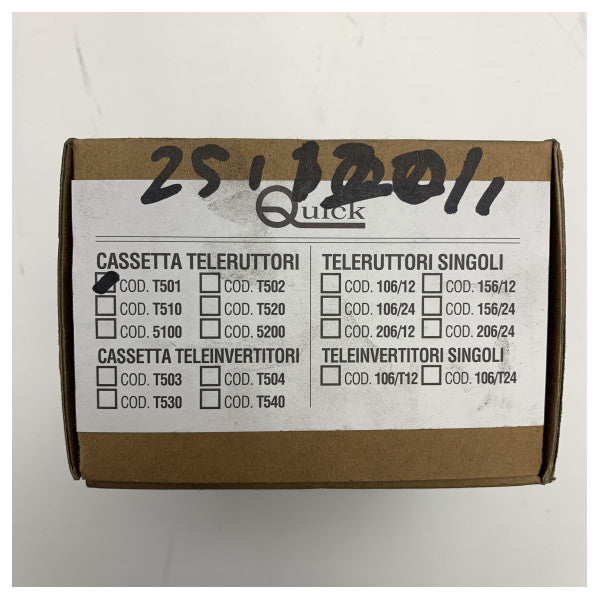 Quick
CASSETTA TELERUTTORI
COD. T501 COD. T502
COD. T510 COD. T520
COD. 5100 COD. 5200
CASSETTA TELEINVERTITORI
COD. T503 COD. T504
COD. T530 COD. T540
TELERUTTORI SINGOLI
COD. 106/12 COD. 156/12
COD. 106/24 COD. 156/24
COD. 206/12 COD. 206/24
TELEINVERTITORI SINGOLI
COD. 106/T12 COD. 106/T24